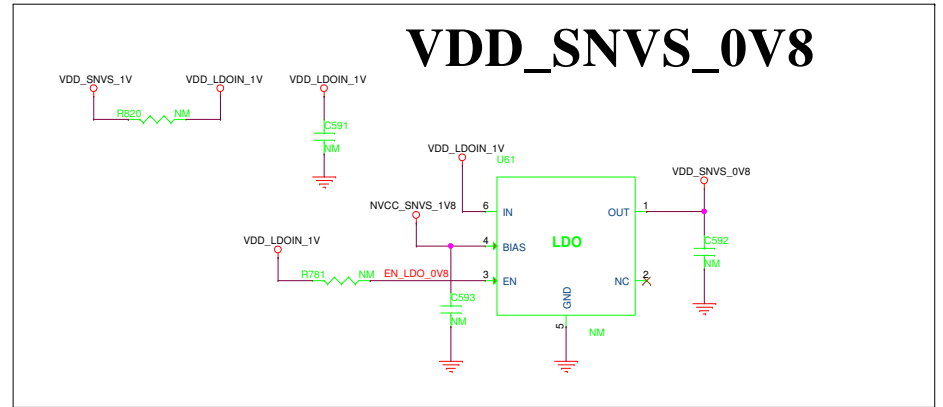 VDD_SNVS_0V8
VDD_SNVS_1V
VDD_LDOIN_1V
VDD_LDOIN_1V
R820
NM
C591
NM
VDD_LDOIN_1V
U61
VDD_SNVS_0V8
NVCC_SNVS_1V8
6
IN
OUT
1
VDD_LDOIN_1V
4
BIAS
LDO
C592
NM
R781
NM
EN_LDO_0V8
3
EN
NC
2
C593
NM
GND
5
NM